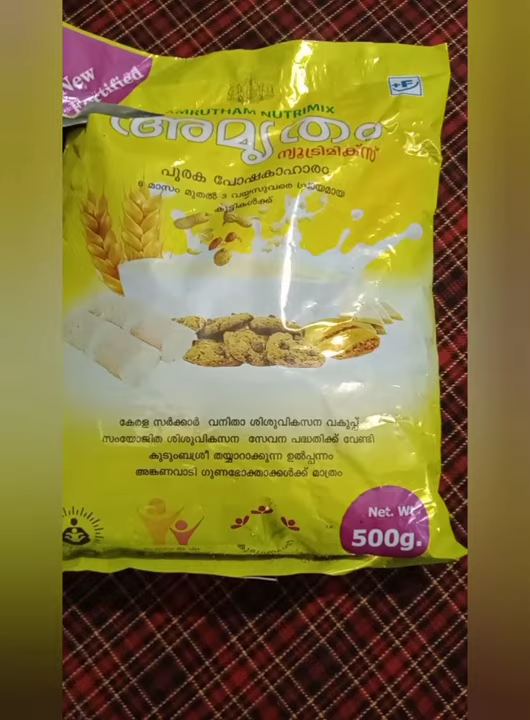 New
Fortified
+F
AMRUTHAM NUTRIMIX
അമൃതം
ന്യൂട്രിമിക്സ്
പൂരക പോഷകാഹാരം
6 മാസം മുതൽ 3 വയസ്സുവരെ പ്രായമായ
കുട്ടികൾക്ക്
കേരള സർക്കാർ വനിതാ ശിശുവികസന വകുപ്പ്
സംയോജിത ശിശുവികസന സേവന പദ്ധതിക്ക് വേണ്ടി
കുടുംബശ്രീ തയ്യാറാക്കുന്ന ഉൽപ്പന്നം
അങ്കണവാടി ഗുണഭോക്താക്കൾക്ക് മാത്രം
Net. Wt
500g.